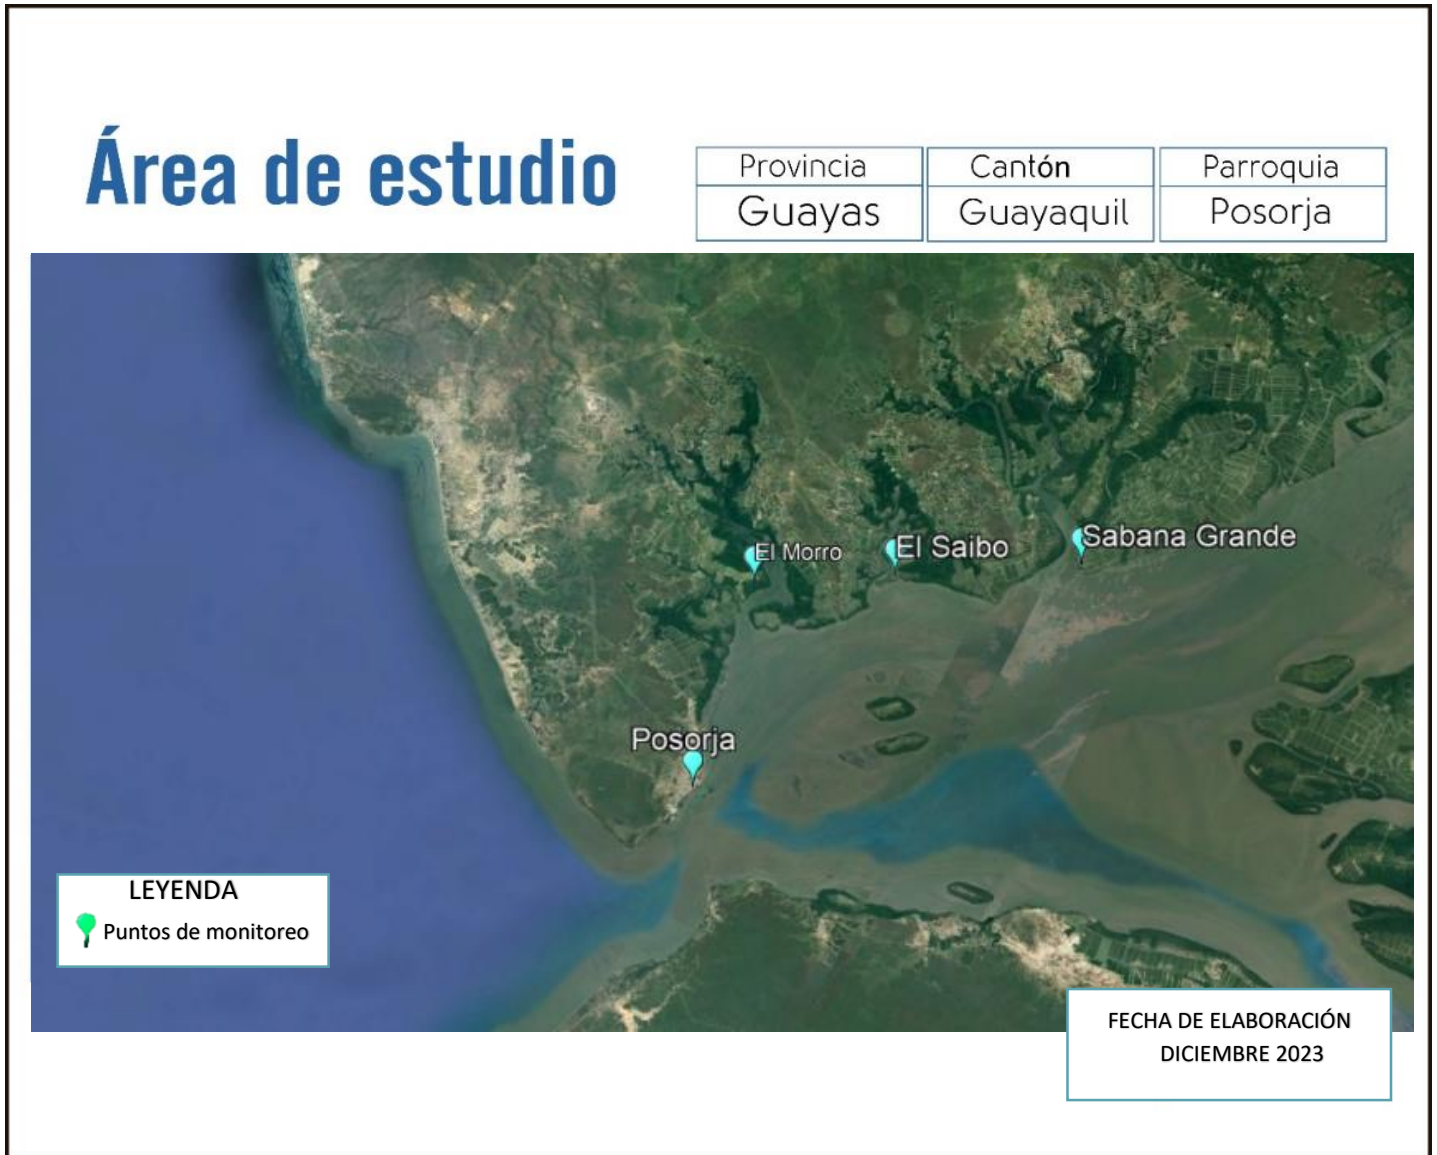 Área de estudio
Provincia
Cantón
Parroquia
Guayas
Guayaquil
Posorja
El Morro
El Saibo
Sabana Grande
Posorja
LEYENDA
Puntos de monitoreo
FECHA DE ELABORACIÓN
DICIEMBRE 2023